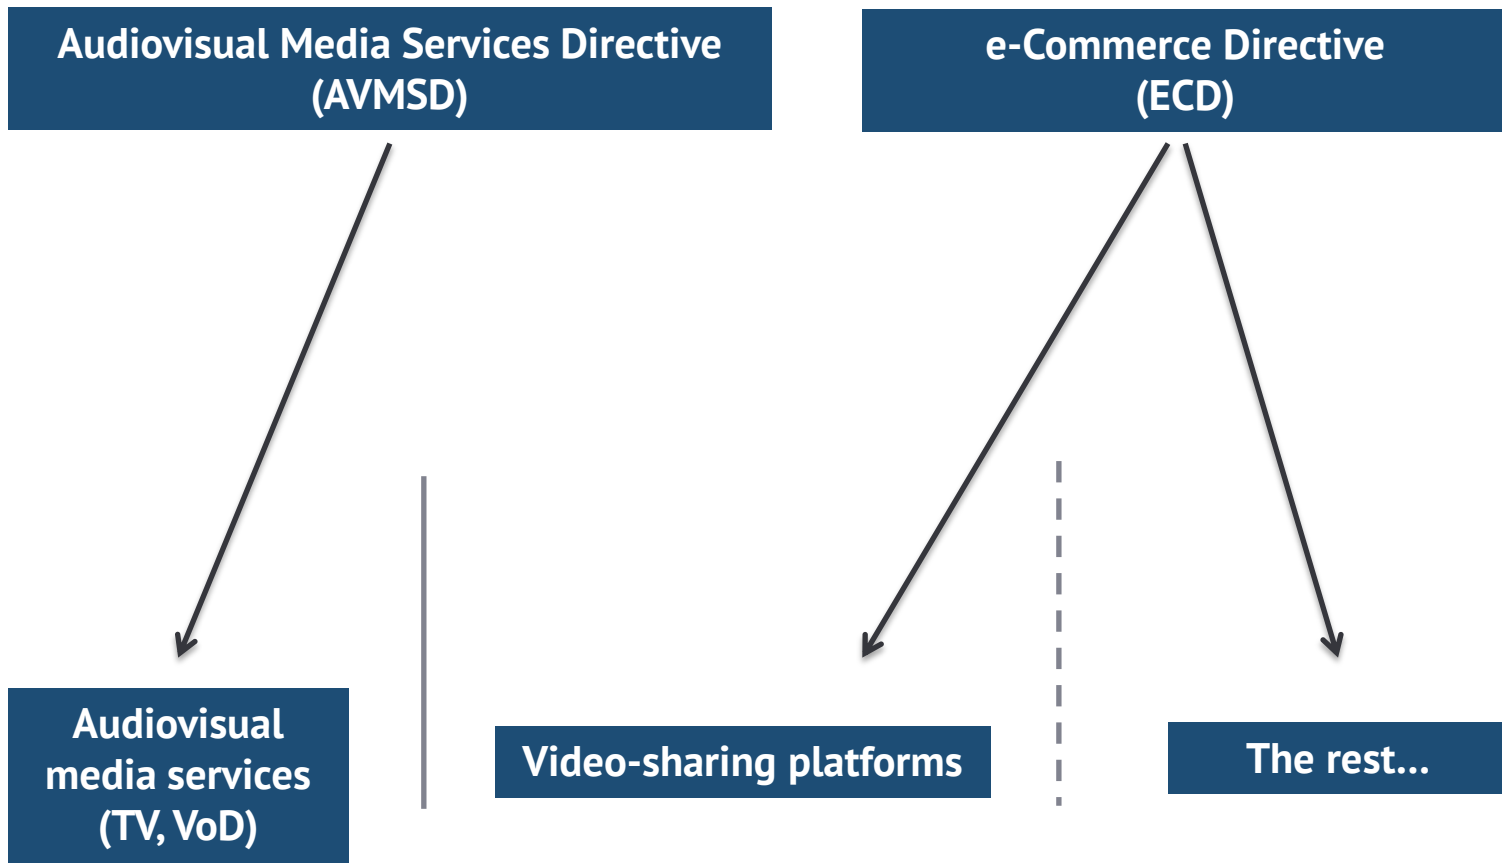 Audiovisual Media Services Directive
(AVMSD)
e-Commerce Directive
(ECD)
Audiovisual
media services
(TV, VoD)
Video-sharing platforms
The rest...